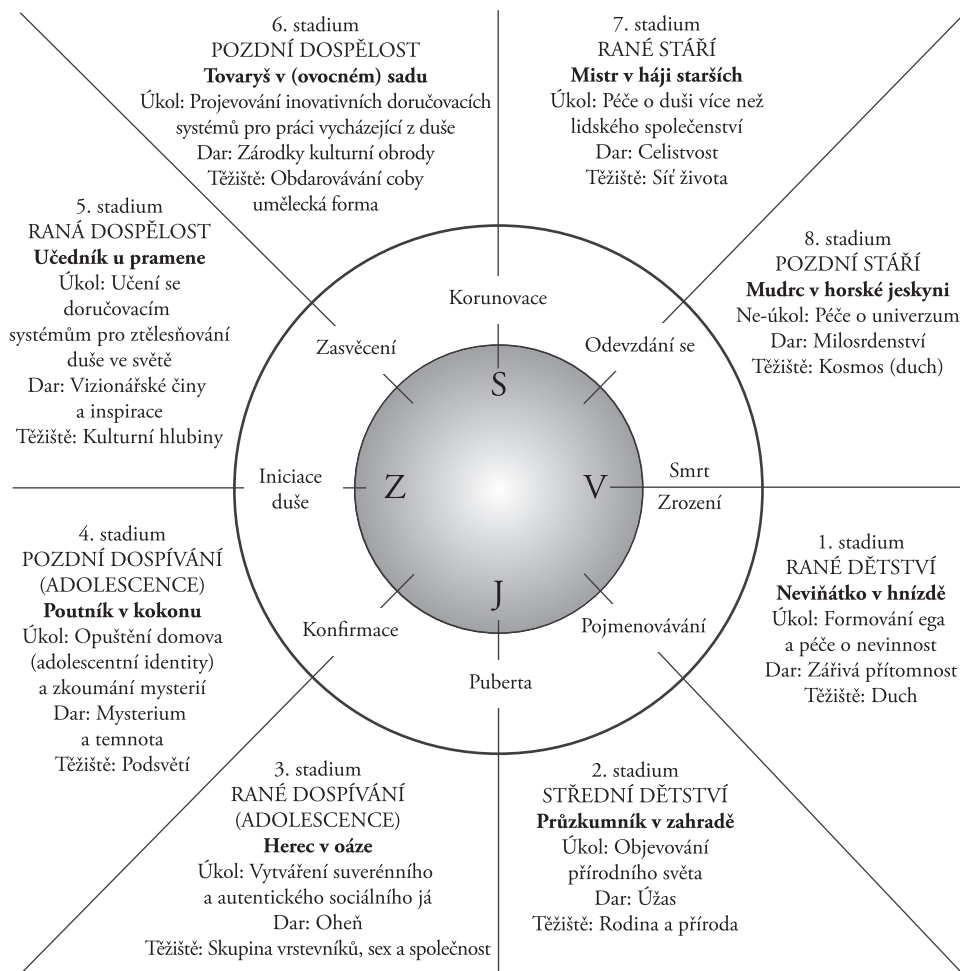 6. stadium
POZDNÍ DOSPĚLOST
Tovaryš v (ovocném) sadu
Úkol: Projevování inovativních doručovacích
systémů pro práci vycházející z duše
Dar: Zárodky kulturní obrody
Těžiště: Obdarovávání coby
umělecká forma
7. stadium
RANÉ STÁŘÍ
Mistr v háji starších
Úkol: Péče o duši více než
lidského společenství
Dar: Celistvost
Těžiště: Síť života
5. stadium
RANÁ DOSPĚLOST
Učedník u pramene
Úkol: Učení se
doručovacím
systémům pro ztělesňování
duše ve světě
Dar: Vizionářské činy
a inspirace
Těžiště: Kulturní hlubiny
8. stadium
POZDNÍ STÁŘÍ
Mudrc v horské jeskyni
Ne-úkol: Péče o univerzum
Dar: Milosrdenství
Těžiště: Kosmos (duch)
Korunovace
Zasvěcení
Odevzdání se
S
Iniciace
duše
Z
V
Smrt
Zrození
J
Konfirmace
Pojmenovávání
Puberta
4. stadium
POZDNÍ DOSPÍVÁNÍ
(ADOLESCENCE)
Poutník v kokonu
Úkol: Opuštění domova
(adolescentní identity)
a zkoumání mysterií
Dar: Mysterium
a temnota
Těžiště: Podsvětí
1. stadium
RANÉ DĚTSTVÍ
Neviňátko v hnízdě
Úkol: Formování ega
a péče o nevinnost
Dar: Zářivá přítomnost
Těžiště: Duch
3. stadium
RANÉ DOSPÍVÁNÍ
(ADOLESCENCE)
Herec v oáze
Úkol: Vytváření suverénního
a autentického sociálního já
Dar: Oheň
Těžiště: Skupina vrstevníků, sex a společnost
2. stadium
STŘEDNÍ DĚTSTVÍ
Průzkumník v zahradě
Úkol: Objevování
přírodního světa
Dar: Úžas
Těžiště: Rodina a příroda